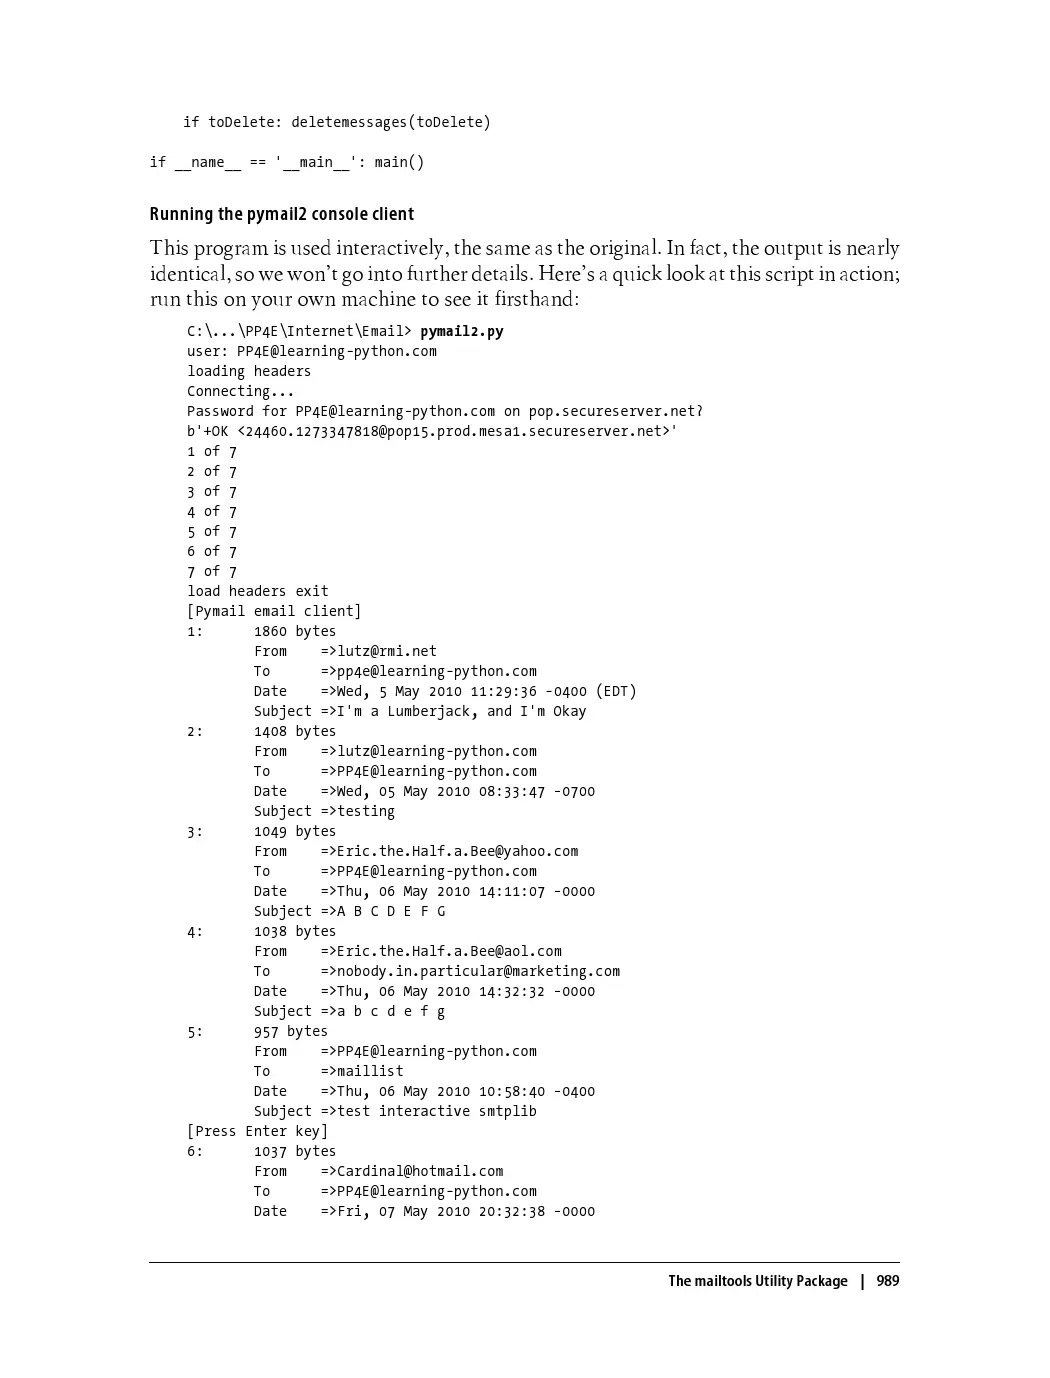 if toDelete: deletemessages(toDelete)
if __name__ == '__main__': main()
Running the pymail2 console client
This program is used interactively, the same as the original. In fact, the output is nearly
identical, so we won't go into further details. Here's a quick look at this script in action;
run this on your own machine to see it firsthand:
C:\...\PP4E\Internet\Email> pymail2.py
user: PP4E@learning-python.com
loading headers
Connecting...
Password for PP4E@learning-python.com on pop.secureserver.net?
b'+OK <24460.1273347818@pop15.prod.mesa1.secureserver.net>'
1 of 7
2 of 7
3 of 7
4 of 7
5 of 7
6 of 7
7 of 7
load headers exit
[Pymail email client]
1:      1860 bytes
        From    =>lutz@rmi.net
        To      =>pp4e@learning-python.com
        Date    =>Wed, 5 May 2010 11:29:36 -0400 (EDT)
        Subject =>I'm a Lumberjack, and I'm Okay
2:      1408 bytes
        From    =>lutz@learning-python.com
        To      =>PP4E@learning-python.com
        Date    =>Wed, 05 May 2010 08:33:47 -0700
        Subject =>testing
3:      1049 bytes
        From    =>Eric.the.Half.a.Bee@yahoo.com
        To      =>PP4E@learning-python.com
        Date    =>Thu, 06 May 2010 14:11:07 -0000
        Subject =>A B C D E F G
4:      1038 bytes
        From    =>Eric.the.Half.a.Bee@aol.com
        To      =>nobody.in.particular@marketing.com
        Date    =>Thu, 06 May 2010 14:32:32 -0000
        Subject =>a b c d e f g
5:      957 bytes
        From    =>PP4E@learning-python.com
        To      =>maillist
        Date    =>Thu, 06 May 2010 10:58:40 -0400
        Subject =>test interactive smtplib
[Press Enter key]
6:      1037 bytes
        From    =>Cardinal@hotmail.com
        To      =>PP4E@learning-python.com
        Date    =>Fri, 07 May 2010 20:32:38 -0000
The mailtools Utility Package | 989